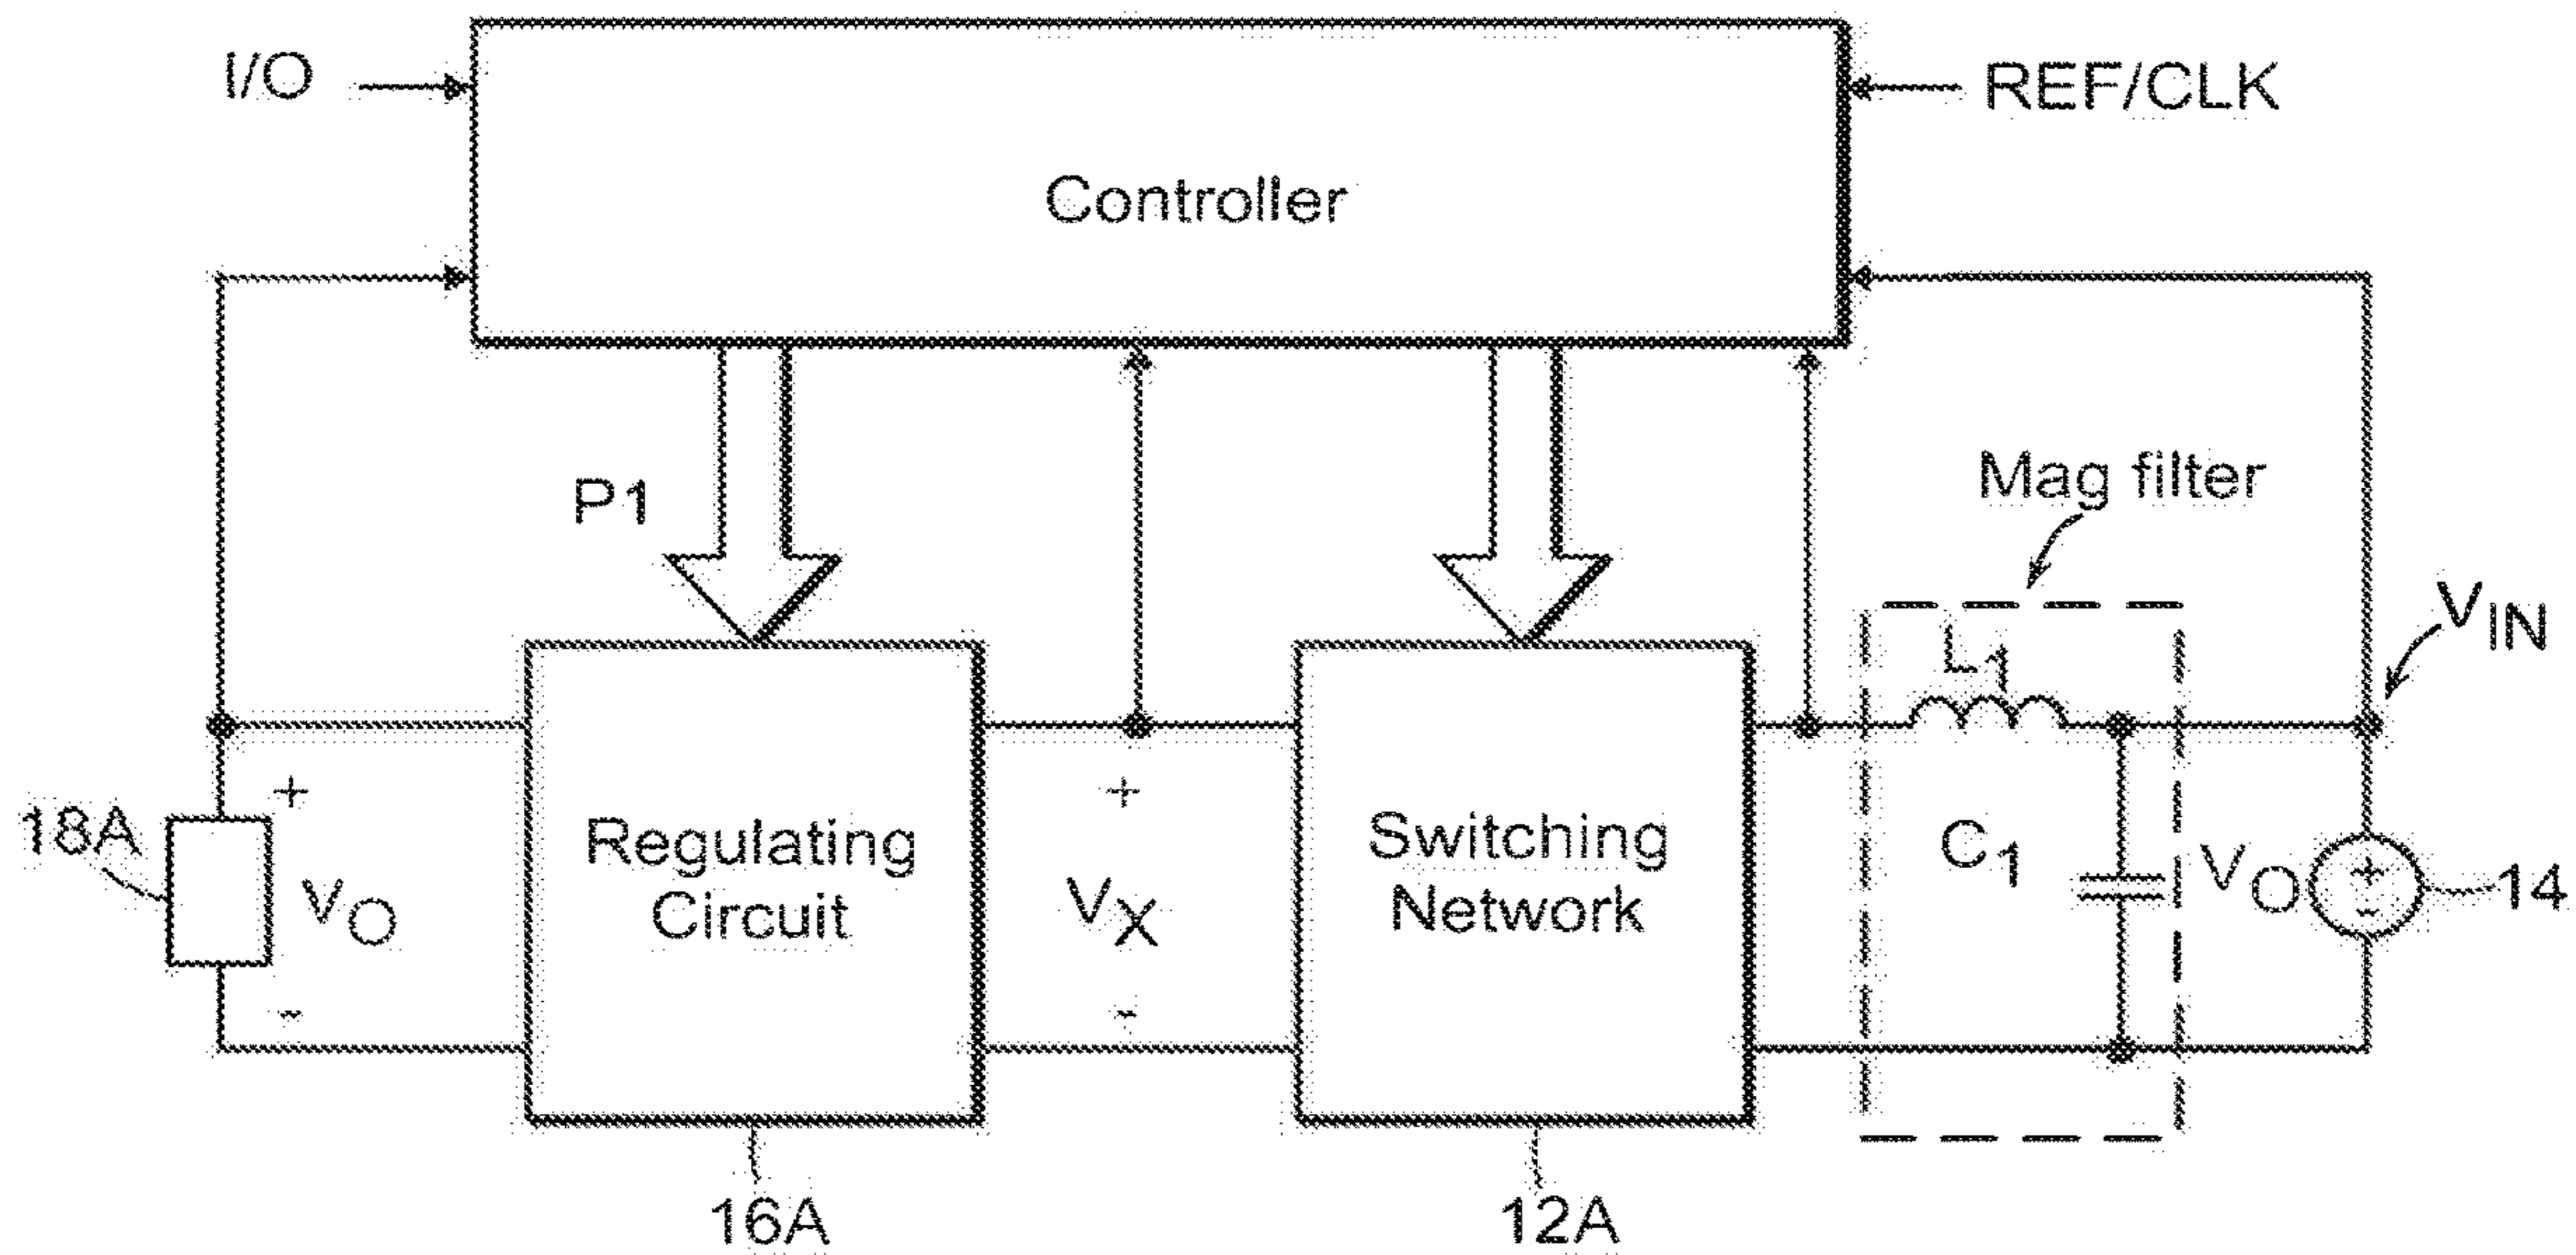 I/O
REF/CLK
Controller
P1
Mag filter
VIN
L1
18A
+
VO
-
Regulating
Circuit
+
VX
-
Switching
Network
C1
VO
+
-
14
16A
12A